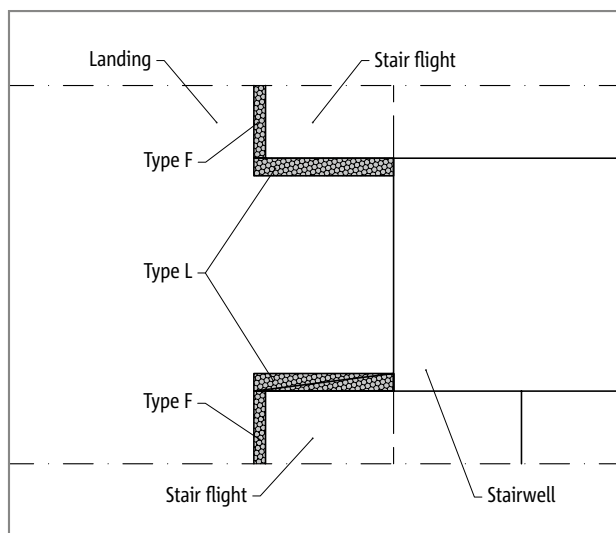 Landing
Stair flight
Type F
Type L
Type F
Stair flight
Stairwell